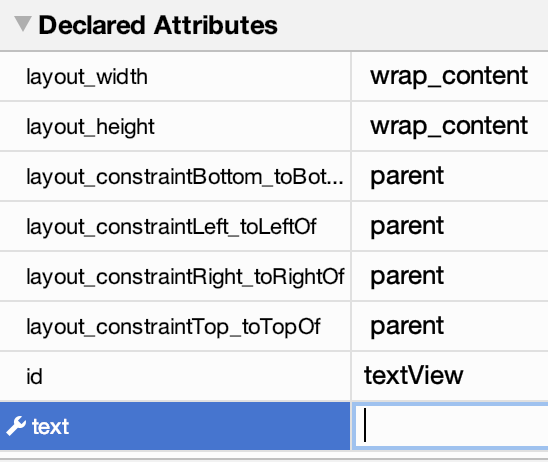 Declared Attributes
layout_width wrap_content
layout_height wrap_content
layout_constraintBottom_toBot... parent
layout_constraintLeft_toLeftOf parent
layout_constraintRight_toRightOf parent
layout_constraintTop_toTopOf parent
id textView
text